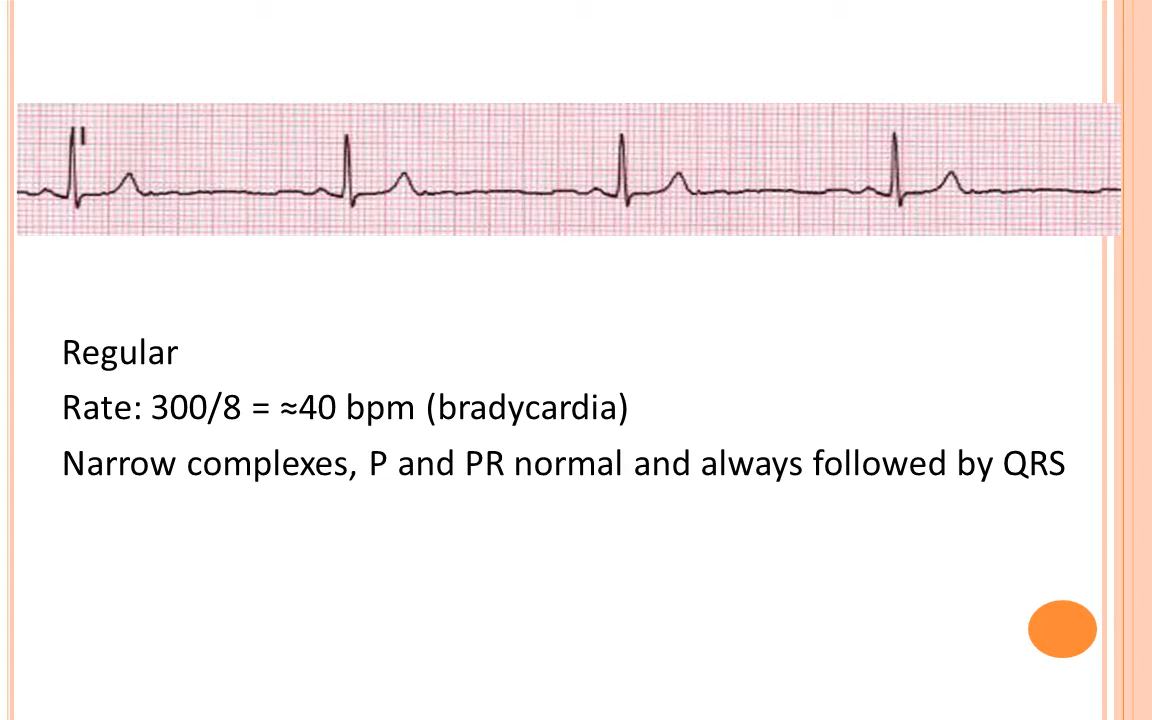 II
Regular
Rate: 300/8 = ≈40 bpm (bradycardia)
Narrow complexes, P and PR normal and always followed by QRS